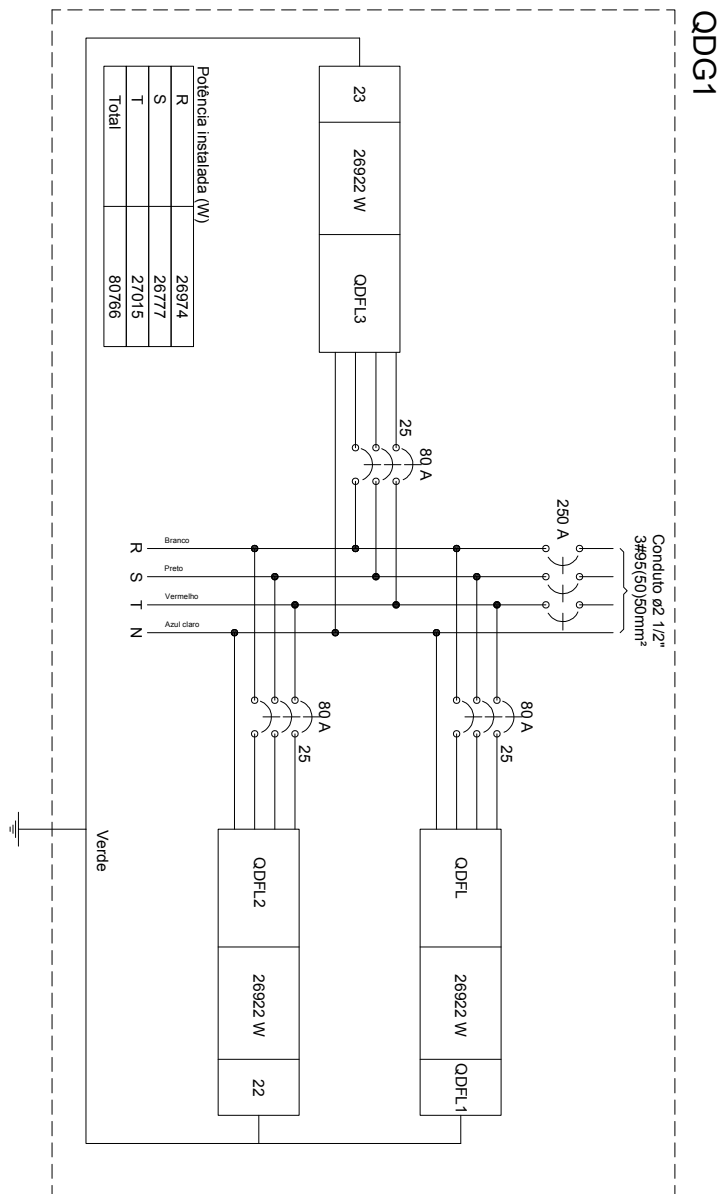 QDG1
Conduto ø2 1/2"
3#95(50)50mm²
250 A
80 A
25
QDFL3
26922 W
23
80 A
25
QDFL
26922 W
QDFL1
80 A
25
QDFL2
26922 W
22
Branco
Preto
Vermelho
Azul claro
R
S
T
N
Verde
Potência instalada (W)
R 26974
S 26777
T 27015
Total 80766